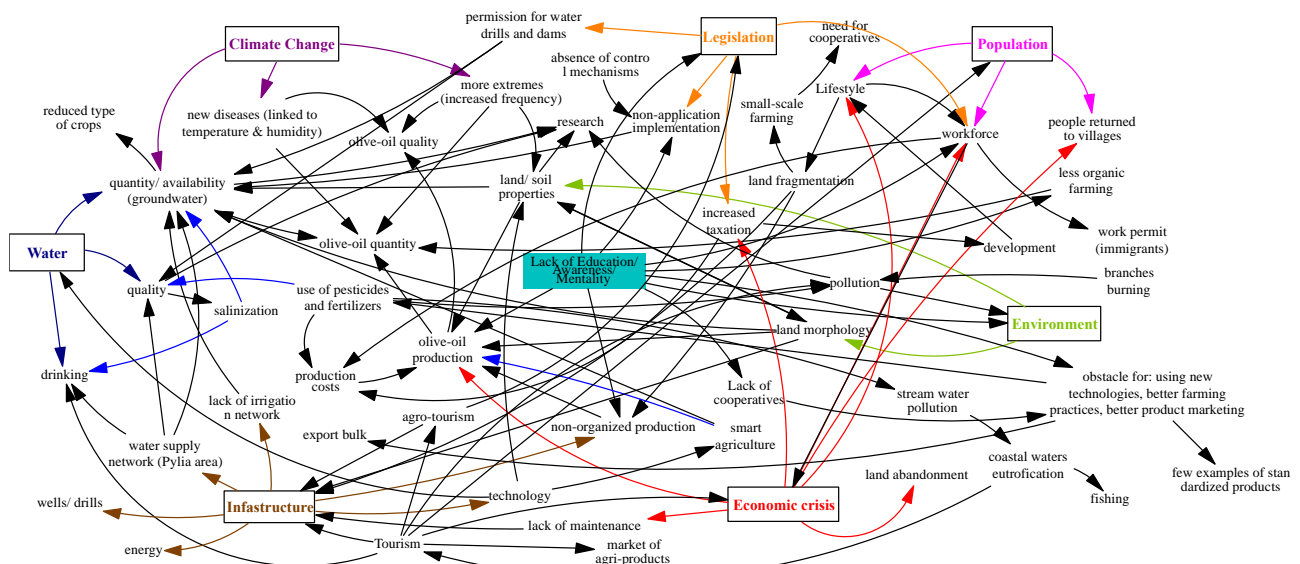 permission for water
drills and dams
Climate Change
Legislation
need for
cooperatives
Population
absence of contro
l mechanisms
more extremes
(increased frequency)
Lifestyle
reduced type
of crops
new diseases (linked to
temperature & humidity)
olive-oil quality
research
non-application
implementation
small-scale
farming
workforce
people returned
to villages
quantity/ availability
(groundwater)
land/ soil
properties
land fragmentation
less organic
farming
increased
taxation
Water
olive-oil quantity
work permit
(immigrants)
development
Lack of Education/
Awareness/
Mentality
quality
use of pesticides
and fertilizers
pollution
branches
burning
salinization
Environment
olive-oil
production
land morphology
drinking
production
costs
Lack of
cooperatives
obstacle for: using new
technologies, better farming
practices, better product marketing
stream water
pollution
lack of irrigatio
n network
agro-tourism
non-organized production
smart
agriculture
export bulk
water supply
network (Pylia area)
coastal waters
eutrofication
land abandonment
few examples of stan
dardized products
wells/ drills
Infastructure
technology
Economic crisis
fishing
lack of maintenance
energy
Tourism
market of
agri-products